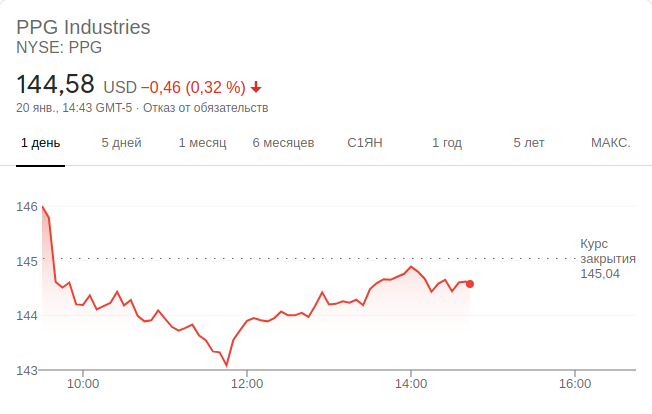 PPG Industries
NYSE: PPG
144,58 USD −0,46 (0,32 %)
20 янв., 14:43 GMT-5 · Отказ от обязательств
1 день 5 дней 1 месяц 6 месяцев С1ЯН 1 год 5 лет МАКС.
146
Курс
145 закрытия
145,04
144
143
10:00 12:00 14:00 16:00